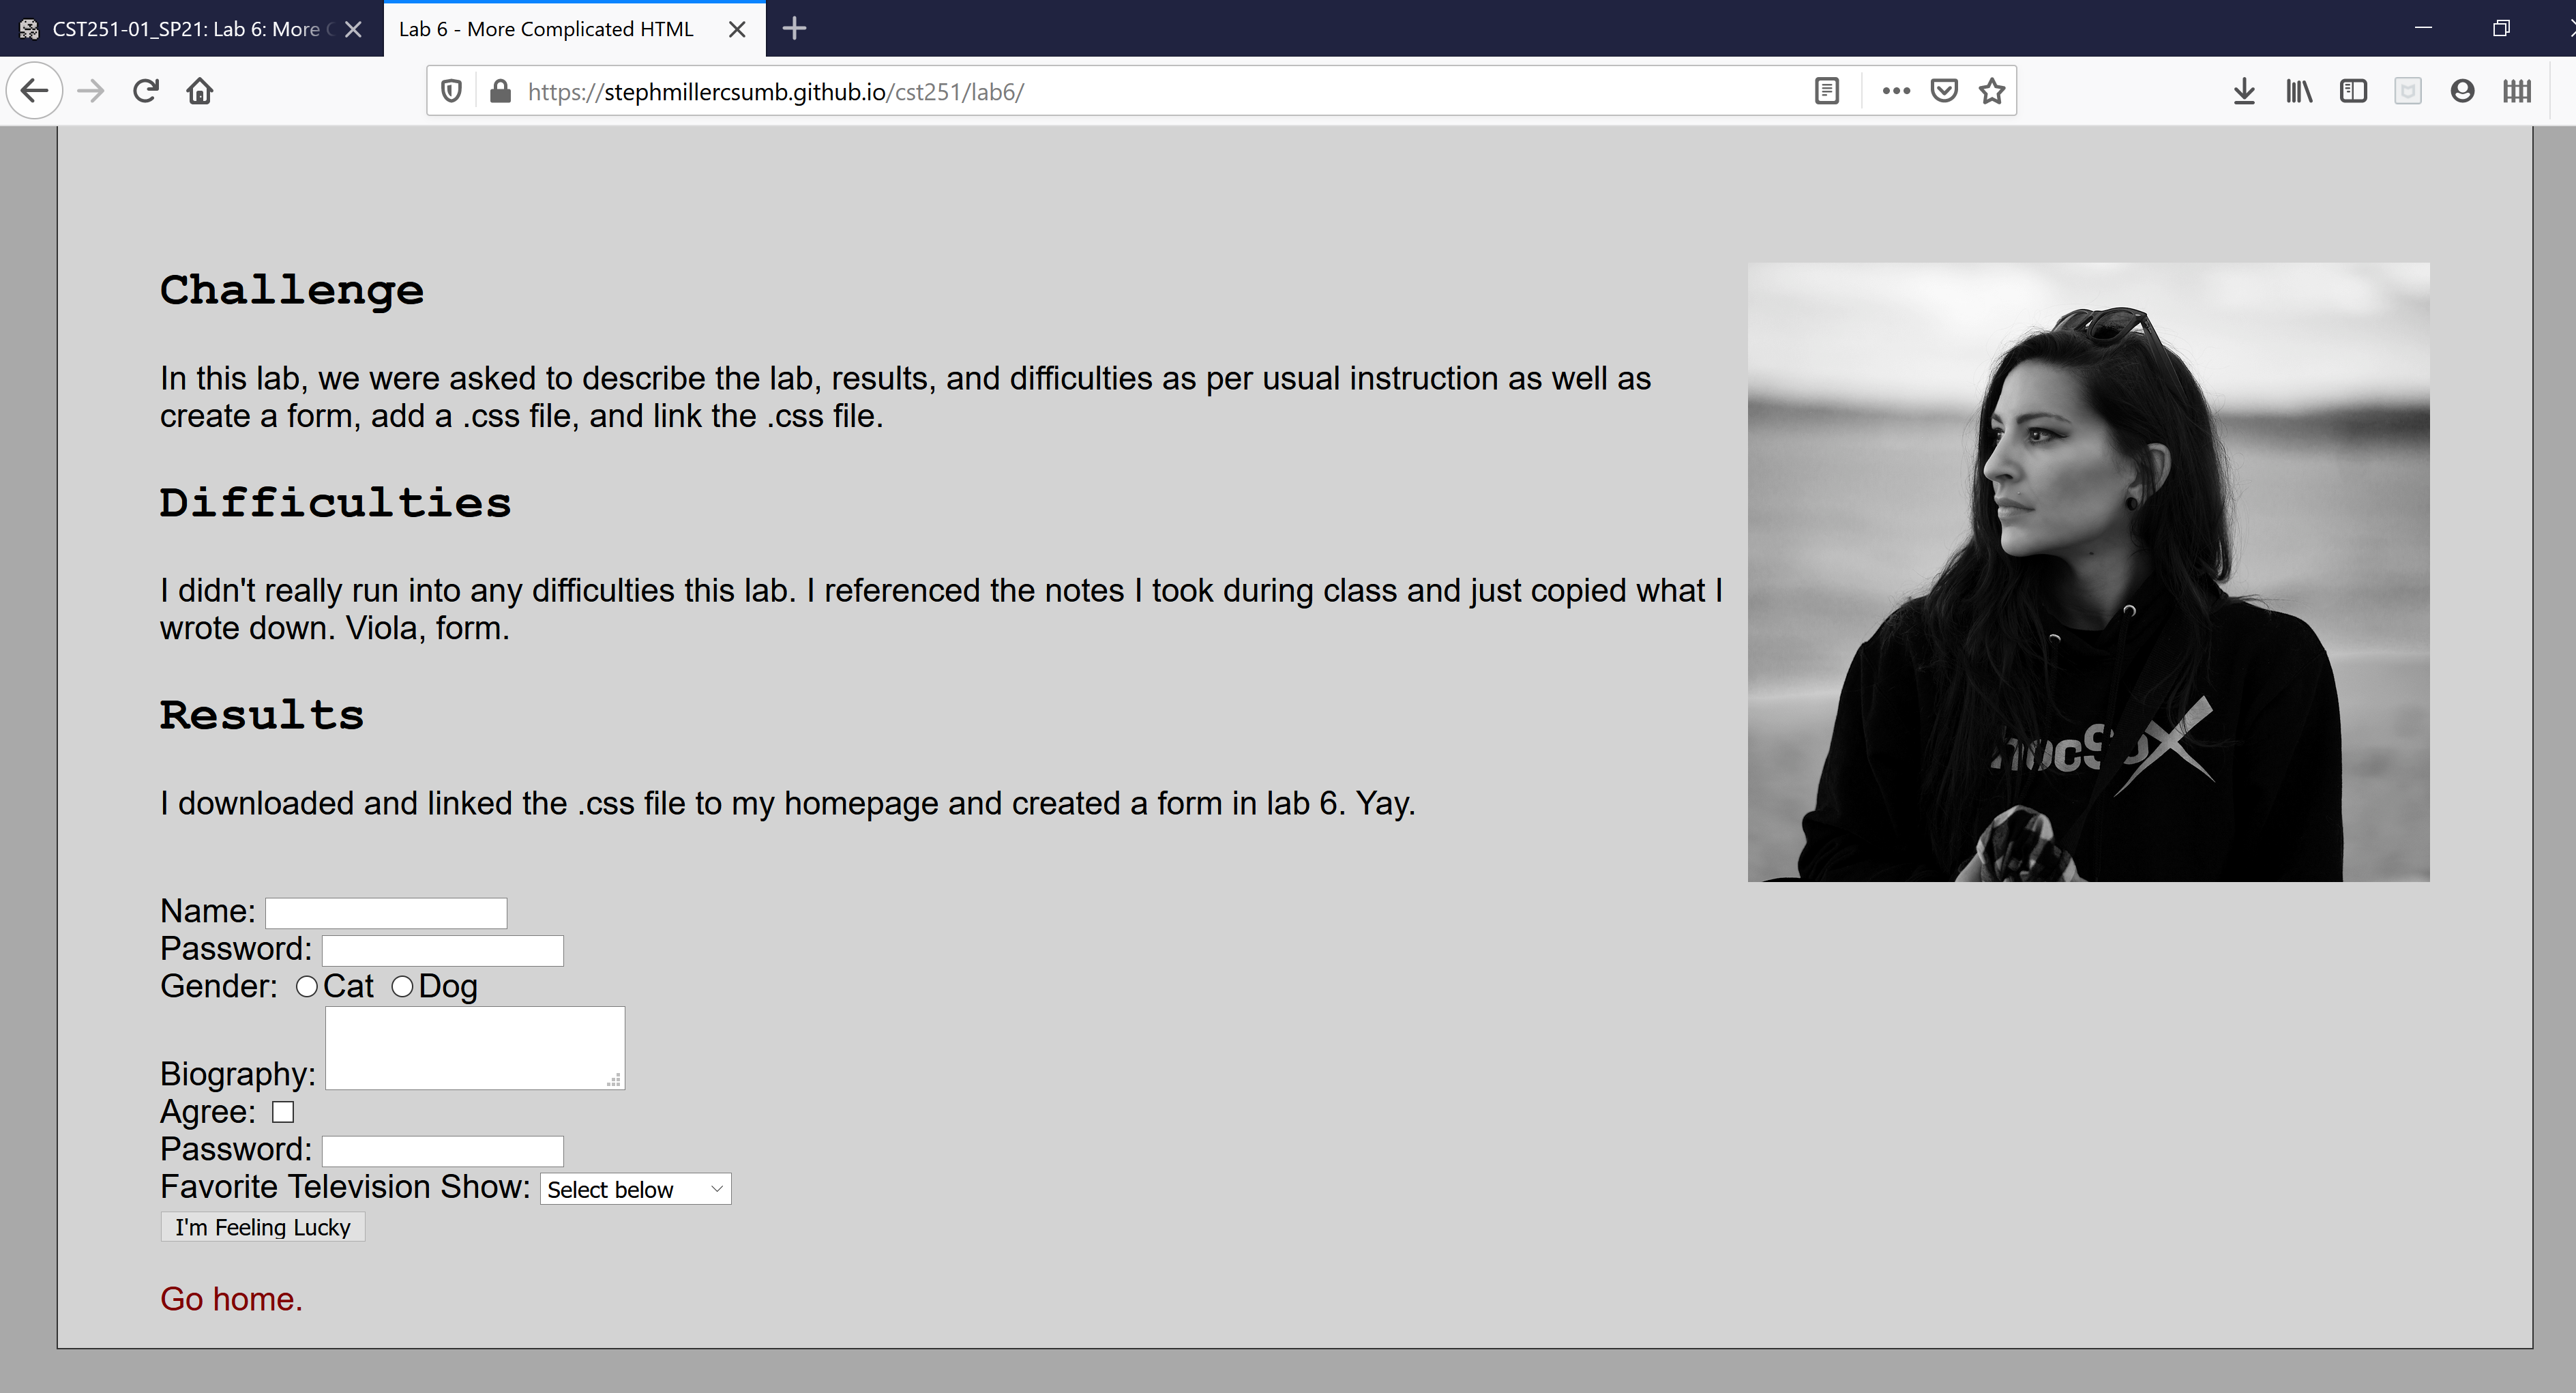 CST251-01_SP21: Lab 6: More
Lab 6 - More Complicated HTML
https://stephmillercsumb.github.io/cst251/lab6/
Challenge
In this lab, we were asked to describe the lab, results, and difficulties as per usual instruction as well as
create a form, add a .css file, and link the .css file.
Difficulties
I didn't really run into any difficulties this lab. I referenced the notes I took during class and just copied what I
wrote down. Viola, form.
Results
I downloaded and linked the .css file to my homepage and created a form in lab 6. Yay.
Name:
Password:
Gender: Cat Dog
Biography:
Agree:
Password:
Favorite Television Show: Select below
I'm Feeling Lucky
Go home.